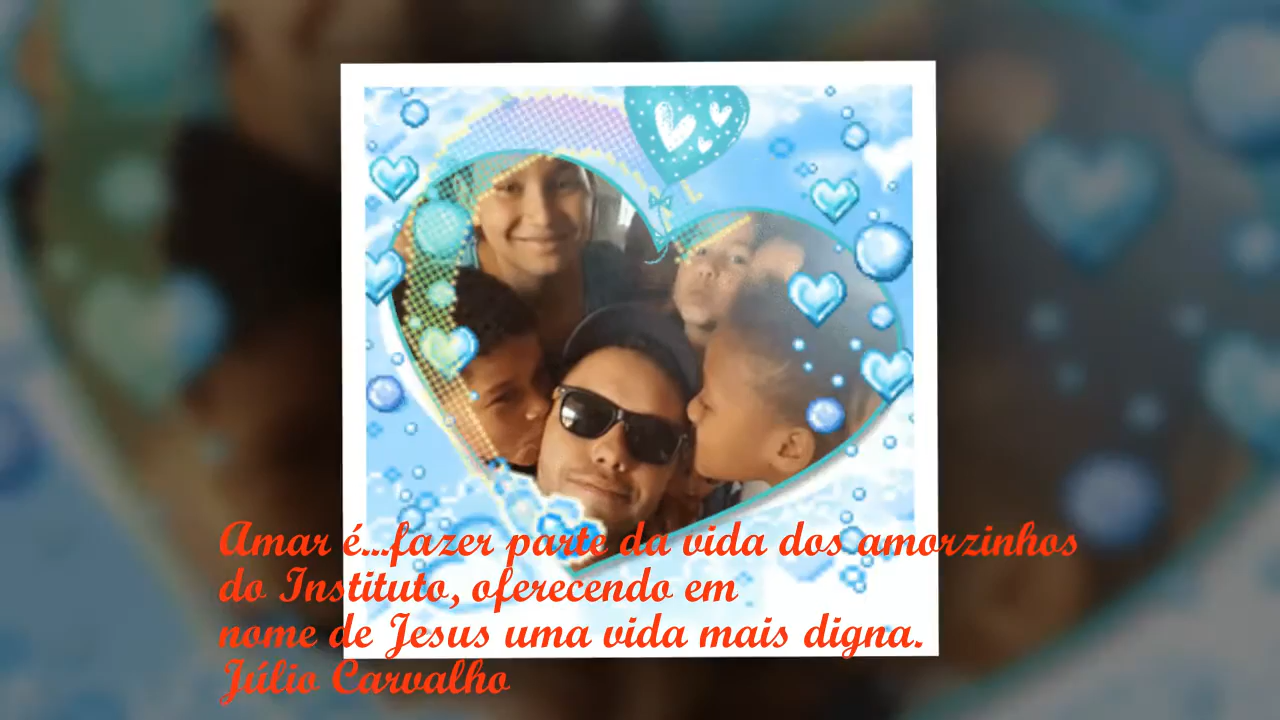 Amar é...fazer parte da vida dos amorzinhos
do Instituto, oferecendo em
nome de Jesus uma vida mais digna.
Júlio Carvalho